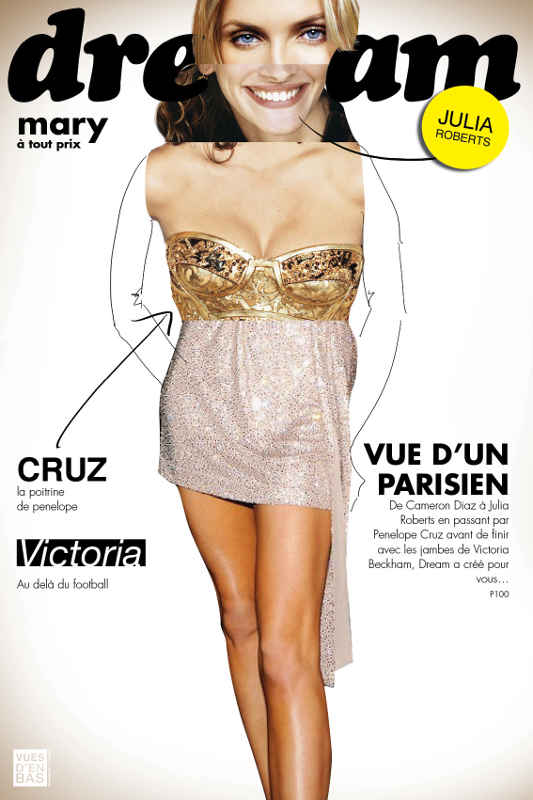 dream
mary
à tout prix
JULIA
ROBERTS
CRUZ
la poitrine
de penelope
VUE D'UN
PARISIEN
De Cameron Diaz à Julia
Roberts en passant par
Penelope Cruz avant de finir
avec les jambes de Victoria
Beckham, Dream a créé pour
vous...
P100
Victoria
Au delà du football
VUES
D'EN
BAS